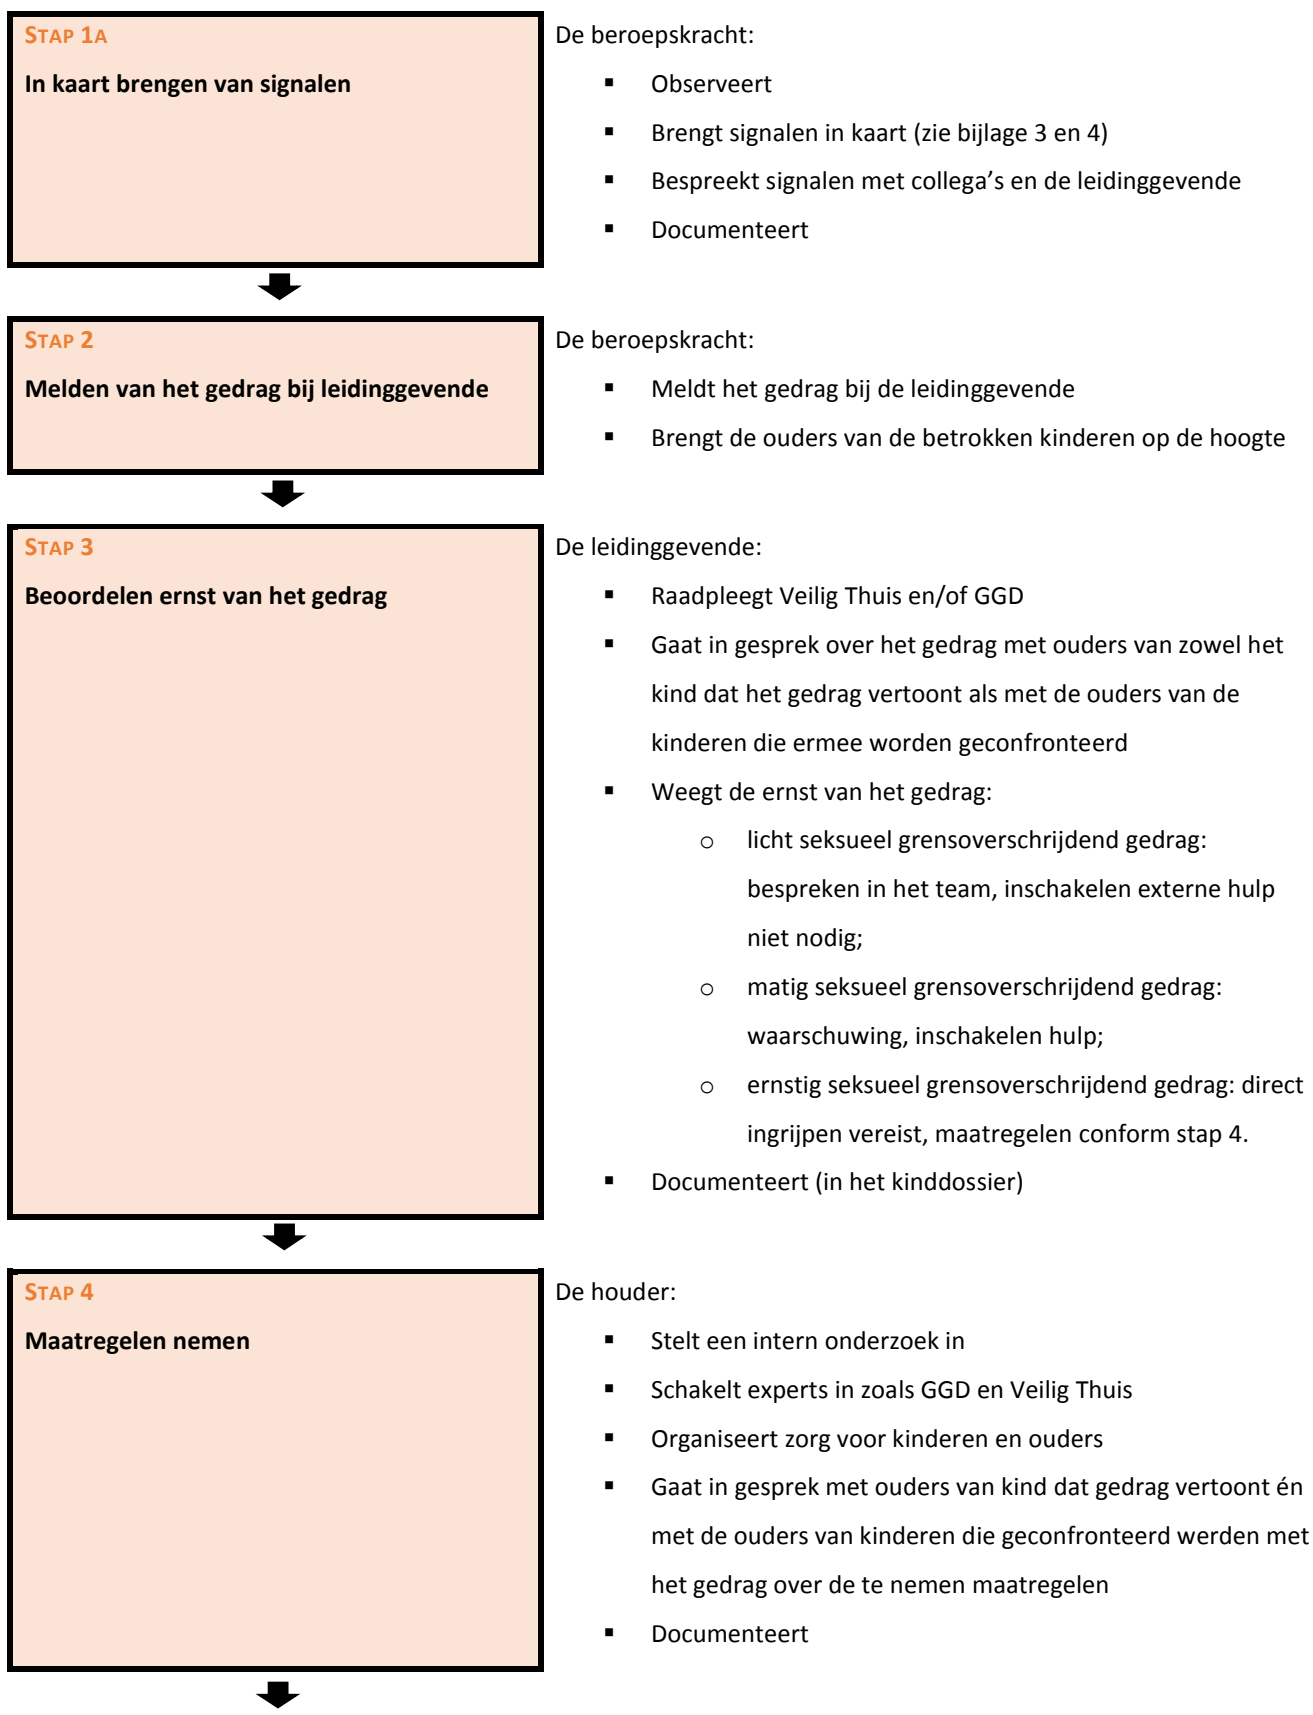 STAP 1A
In kaart brengen van signalen
De beroepskracht:
▪ Observeert
▪ Brengt signalen in kaart (zie bijlage 3 en 4)
▪ Bespreekt signalen met collega’s en de leidinggevende
▪ Documenteert
STAP 2
Melden van het gedrag bij leidinggevende
De beroepskracht:
▪ Meldt het gedrag bij de leidinggevende
▪ Brengt de ouders van de betrokken kinderen op de hoogte
STAP 3
Beoordelen ernst van het gedrag
De leidinggevende:
▪ Raadpleegt Veilig Thuis en/of GGD
▪ Gaat in gesprek over het gedrag met ouders van zowel het
kind dat het gedrag vertoont als met de ouders van de
kinderen die ermee worden geconfronteerd
▪ Weegt de ernst van het gedrag:
o licht seksueel grensoverschrijdend gedrag:
bespreken in het team, inschakelen externe hulp
niet nodig;
o matig seksueel grensoverschrijdend gedrag:
waarschuwing, inschakelen hulp;
o ernstig seksueel grensoverschrijdend gedrag: direct
ingrijpen vereist, maatregelen conform stap 4.
▪ Documenteert (in het kinddossier)
STAP 4
Maatregelen nemen
De houder:
▪ Stelt een intern onderzoek in
▪ Schakelt experts in zoals GGD en Veilig Thuis
▪ Organiseert zorg voor kinderen en ouders
▪ Gaat in gesprek met ouders van kind dat gedrag vertoont én
met de ouders van kinderen die geconfronteerd werden met
het gedrag over de te nemen maatregelen
▪ Documenteert